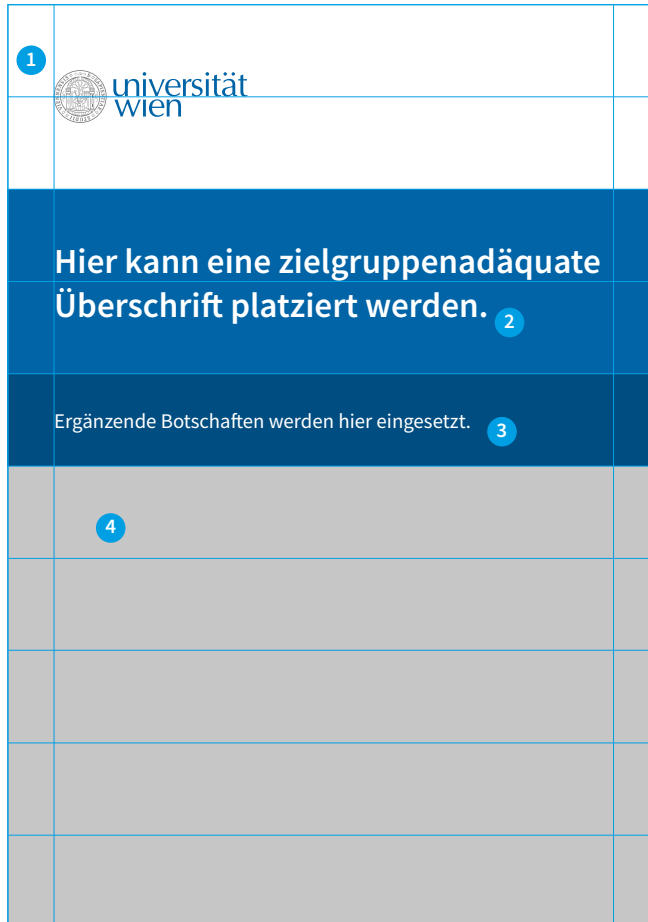 1
universität
wien
Hier kann eine zielgruppenadäquate
Überschrift platziert werden. 2
Ergänzende Botschaften werden hier eingesetzt. 3
4